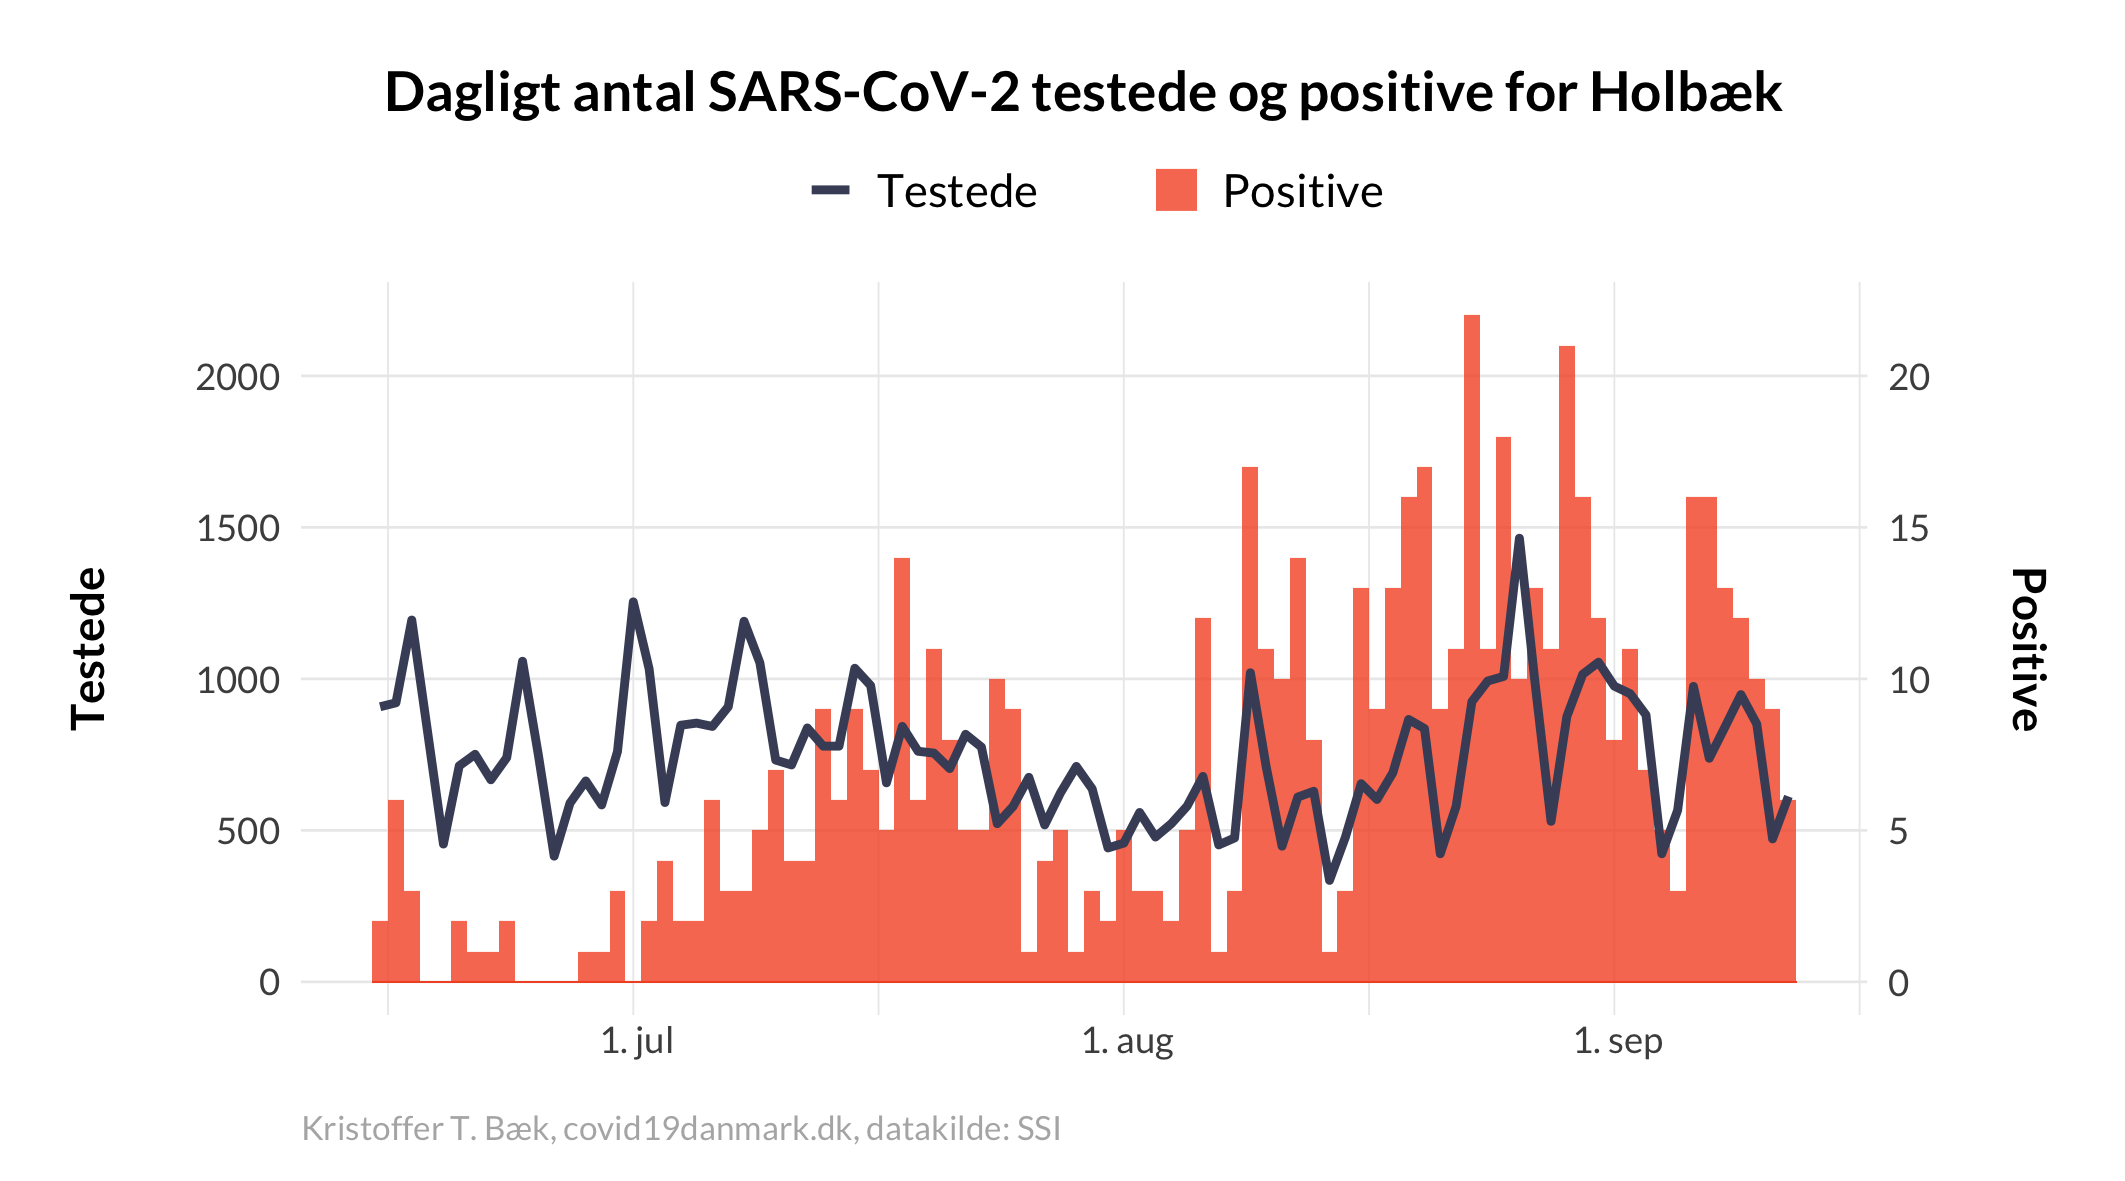 Dagligt antal SARS-CoV-2 testede og positive for Holbæk
Testede
Positive
Testede
2000
1500
1000
500
0
20
15
10
5
0
Positive
1. jul
1. aug
1. sep
Kristoffer T. Bæk, covid19danmark.dk, datakilde: SSI